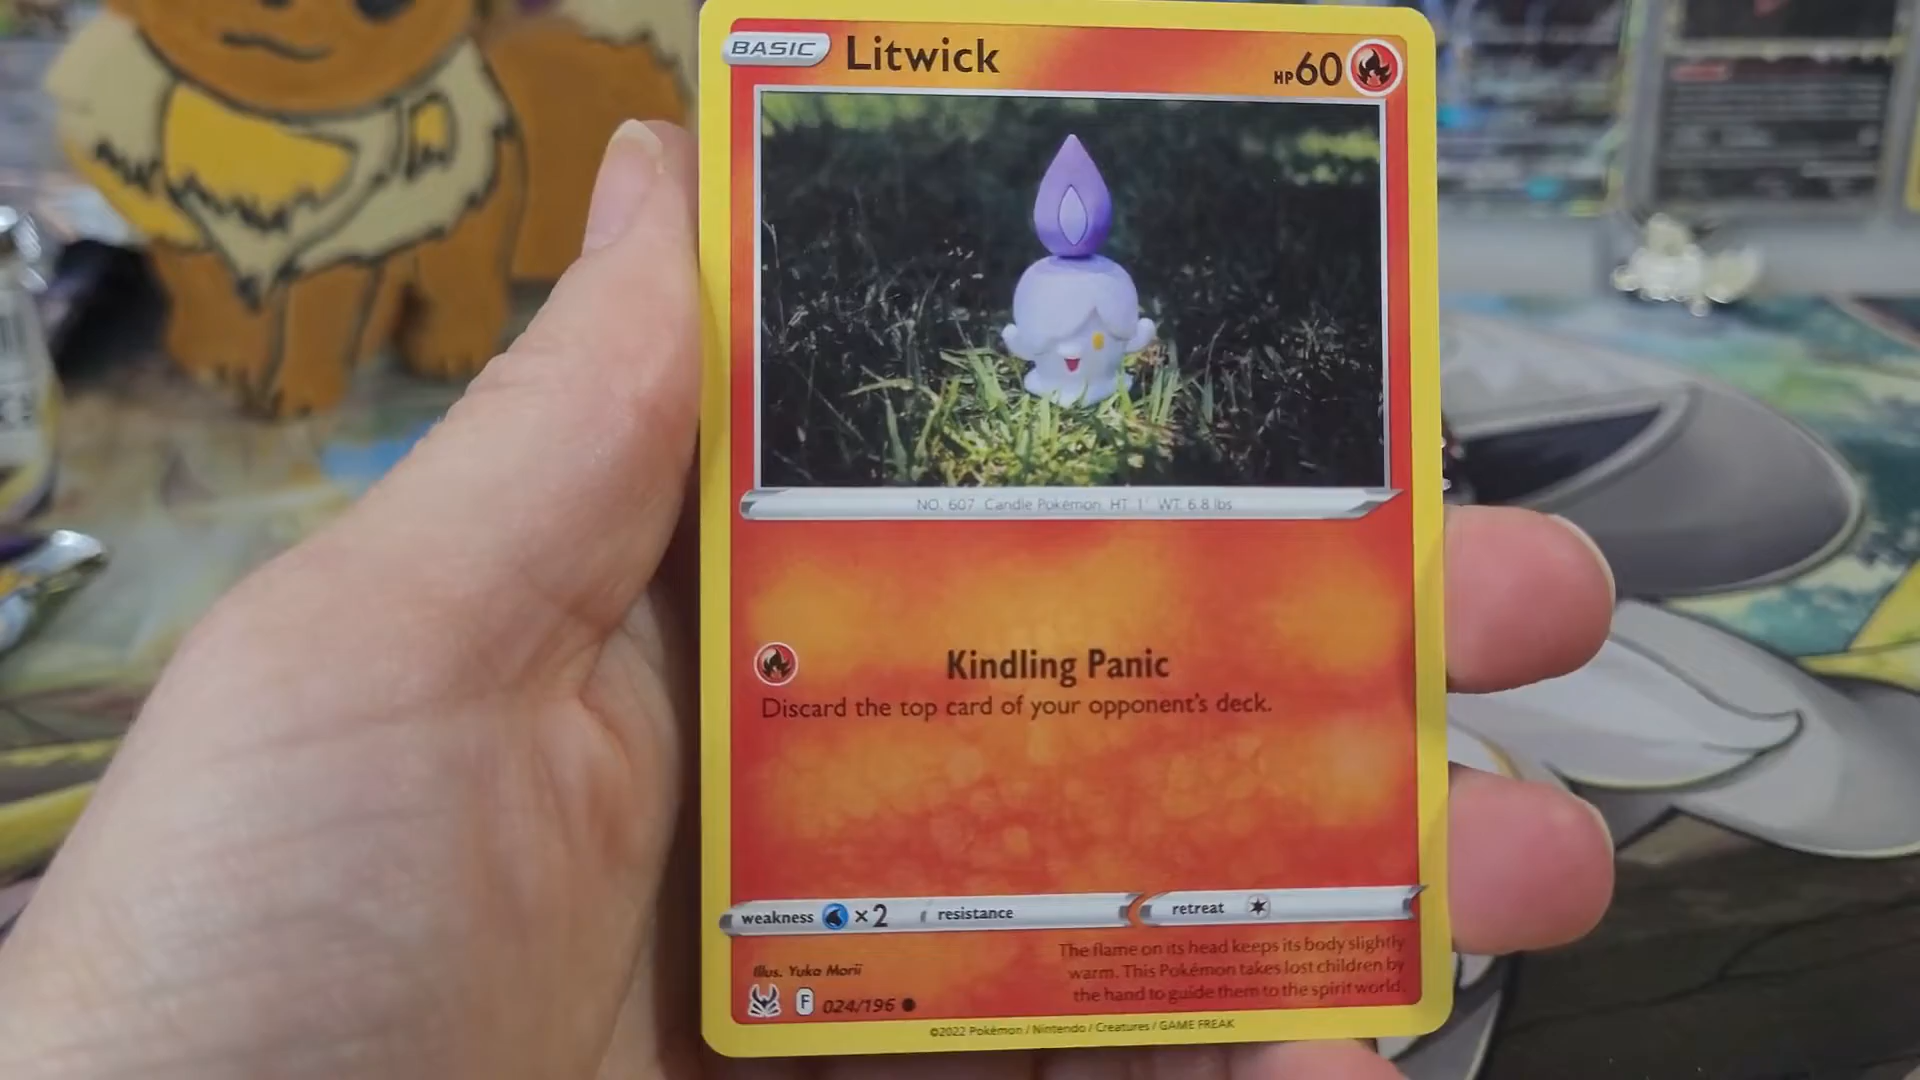 BASIC Litwick HP60
NO. 607 Candle Pokémon HT 1' WT 6.8 lbs
Kindling Panic
Discard the top card of your opponent's deck.
weakness ×2 resistance retreat
The flame on its head keeps its body slightly
warm. This Pokémon takes lost children by
the hand to guide them to the spirit world.
Illus. Yuka Morii
F 024/196
©2022 Pokémon / Nintendo / Creatures / GAME FREAK